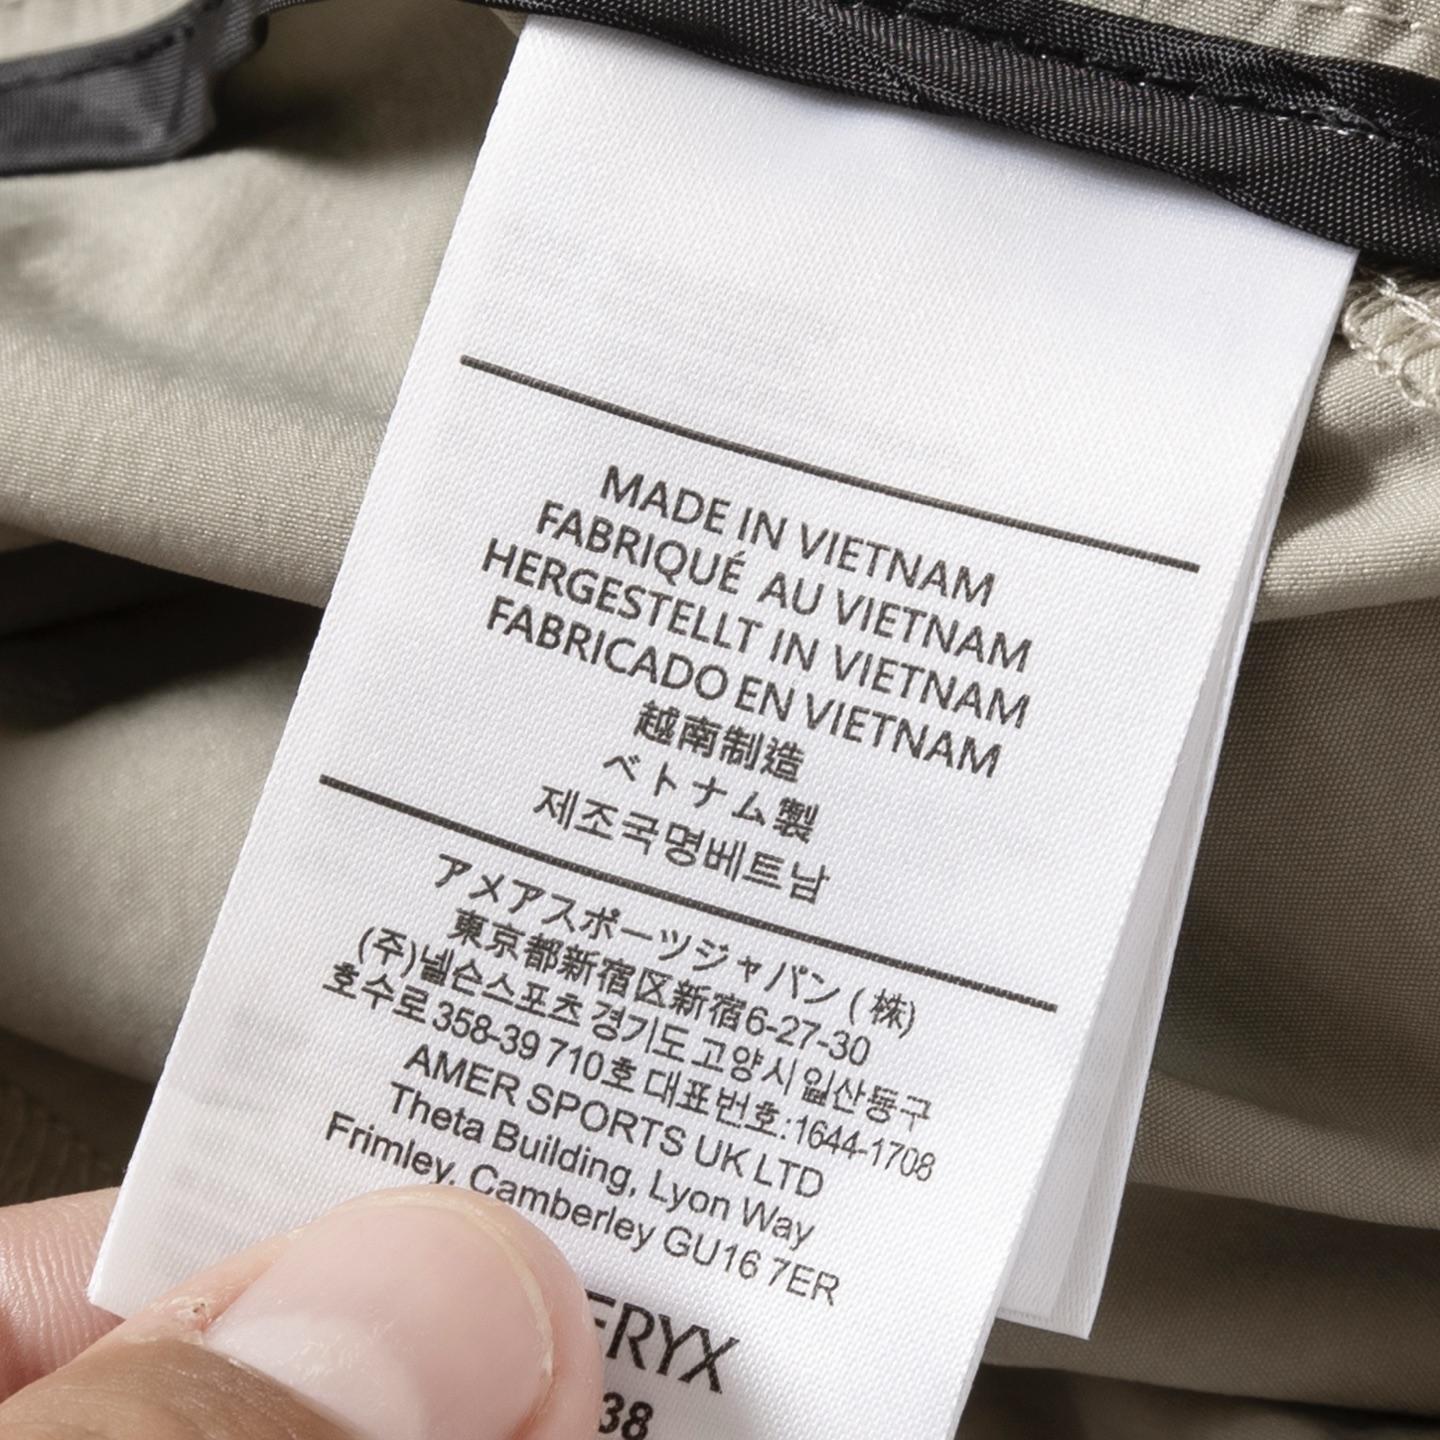 MADE IN VIETNAM
FABRIQUÉ AU VIETNAM
HERGESTELLT IN VIETNAM
FABRICADO EN VIETNAM
越南制造
ベトナム製
제조국명베트남
アメアスポーツジャパン ( 株)
東京都新宿区新宿6-27-30
(주)넬슨스포츠 경기도 고양시 일산동구
호수로 358-39 710호 대표번호:1644-1708
AMER SPORTS UK LTD
Theta Building, Lyon Way
Frimley, Camberley GU16 7ER
ERYX
38